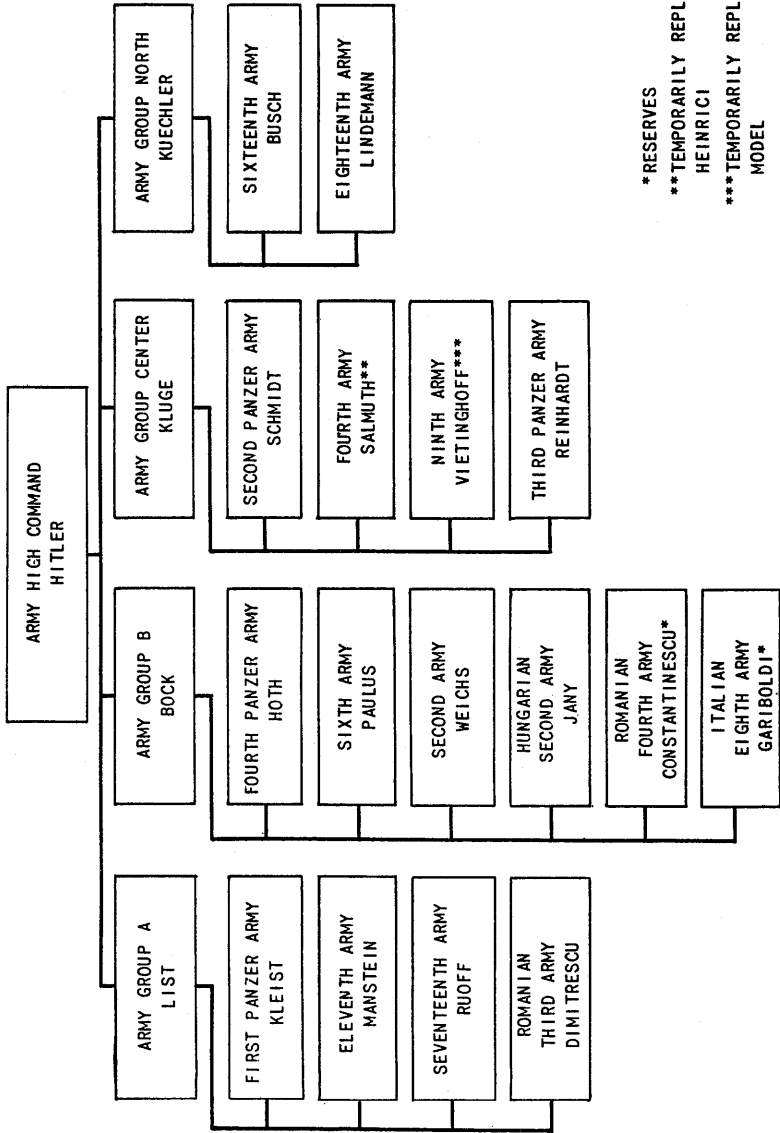 ARMY HIGH COMMAND
HITLER
ARMY GROUP A
LIST
FIRST PANZER ARMY
KLEIST
ELEVENTH ARMY
MANSTEIN
SEVENTEENTH ARMY
RUOFF
ROMANIAN
THIRD ARMY
DIMITRESCU
ARMY GROUP B
BOCK
FOURTH PANZER ARMY
HOTH
SIXTH ARMY
PAULUS
SECOND ARMY
WEICHS
HUNGARIAN
SECOND ARMY
JANY
ROMANIAN
FOURTH ARMY
CONSTANTINESCU*
ITALIAN
EIGHTH ARMY
GARIBOLDI*
ARMY GROUP CENTER
KLUGE
SECOND PANZER ARMY
SCHMIDT
FOURTH ARMY
SALMUTH**
NINTH ARMY
VIETINGHOFF***
THIRD PANZER ARMY
REINHARDT
ARMY GROUP NORTH
KUECHLER
SIXTEENTH ARMY
BUSCH
EIGHTEENTH ARMY
LINDEMANN
*RESERVES
**TEMPORARILY REPL
HEINRICI
***TEMPORARILY REPL
MODEL